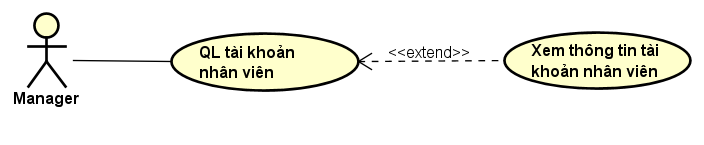 QL tài khoản
nhân viên
<<extend>>
Xem thông tin tài
khoản nhân viên
Manager